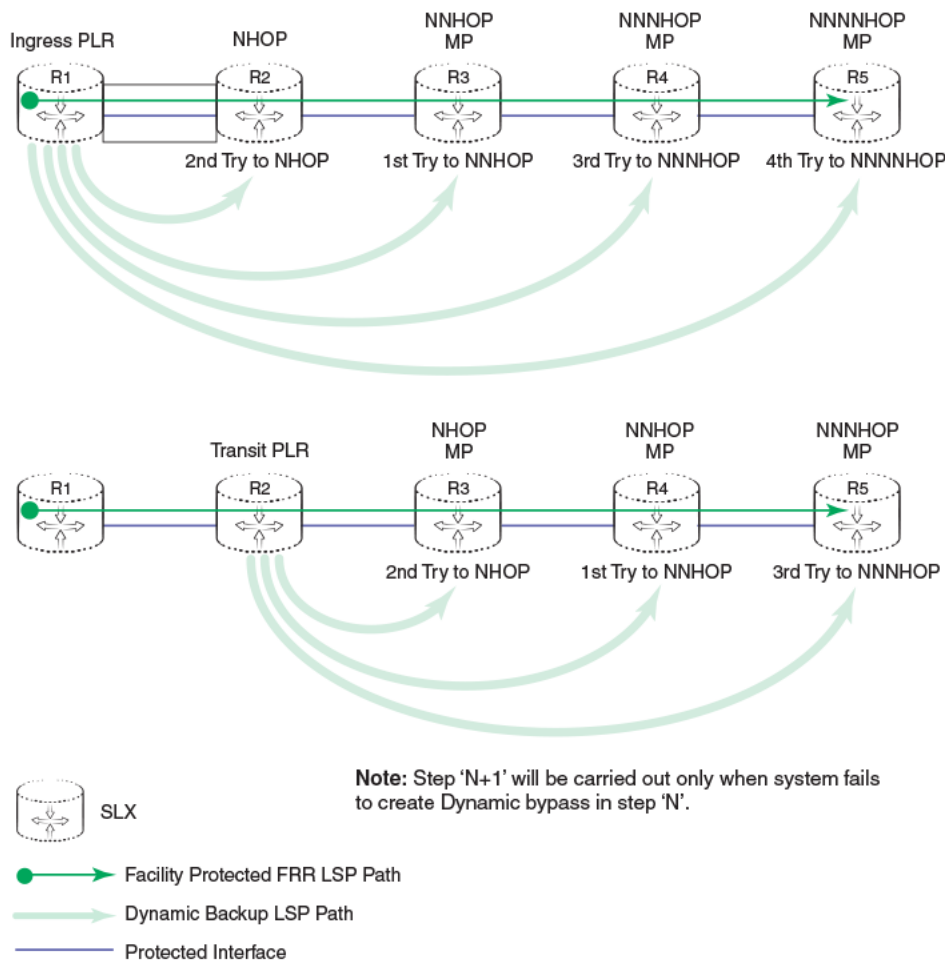 Ingress PLR
NHOP
NNHOP
MP
NNNHOP
MP
NNNNHOP
MP
R1
R2
R3
R4
R5
2nd Try to NHOP
1st Try to NNHOP
3rd Try to NNNHOP
4th Try to NNNNHOP
Transit PLR
NHOP
MP
NNHOP
MP
NNNHOP
MP
R1
R2
R3
R4
R5
2nd Try to NHOP
1st Try to NNHOP
3rd Try to NNNHOP
Note: Step ‘N+1’ will be carried out only when system fails
to create Dynamic bypass in step ‘N’.
SLX
Facility Protected FRR LSP Path
Dynamic Backup LSP Path
Protected Interface